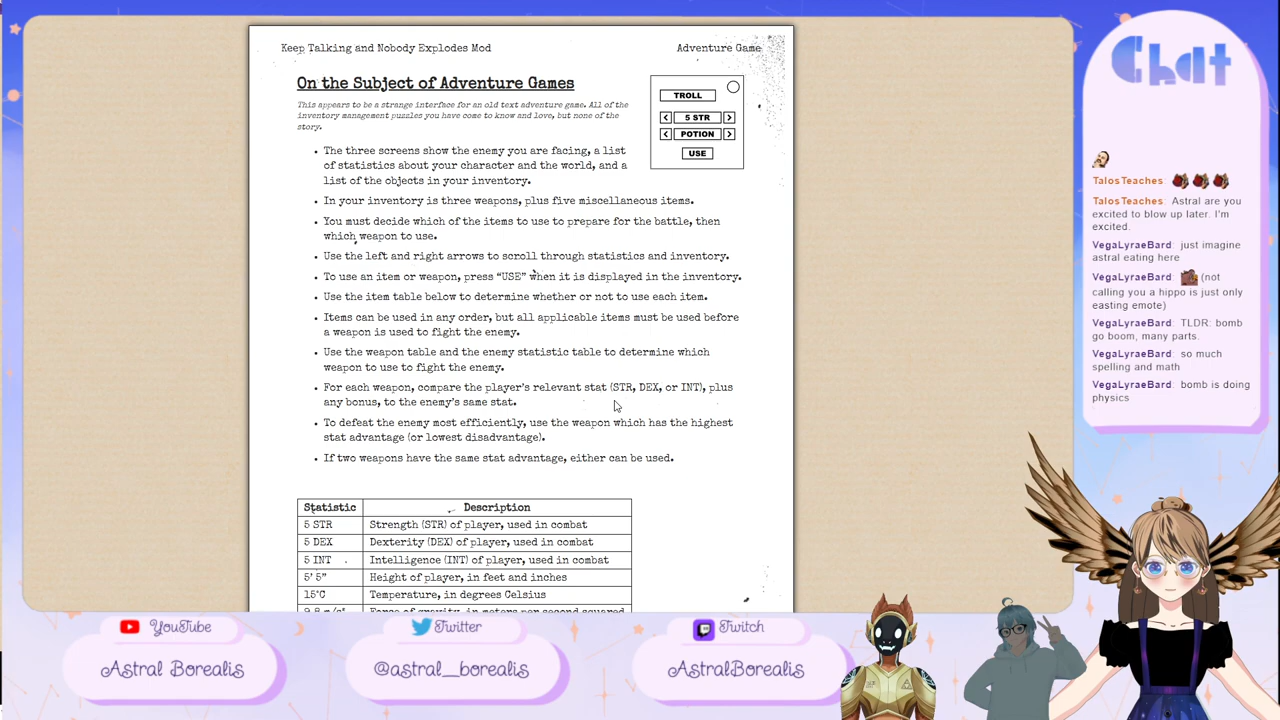 Keep Talking and Nobody Explodes Mod
Adventure Game
On the Subject of Adventure Games
This appears to be a strange interface for an old text adventure game. All of the
inventory management puzzles you have come to know and love, but none of the
story.
TROLL
< 5 STR >
< POTION >
USE
• The three screens show the enemy you are facing, a list
of statistics about your character and the world, and a
list of the objects in your inventory.
• In your inventory is three weapons, plus five miscellaneous items.
• You must decide which of the items to use to prepare for the battle, then
which weapon to use.
• Use the left and right arrows to scroll through statistics and inventory.
• To use an item or weapon, press “USE” when it is displayed in the inventory.
• Use the item table below to determine whether or not to use each item.
• Items can be used in any order, but all applicable items must be used before
a weapon is used to fight the enemy.
• Use the weapon table and the enemy statistic table to determine which
weapon to use to fight the enemy.
• For each weapon, compare the player’s relevant stat (STR, DEX, or INT), plus
any bonus, to the enemy’s same stat.
• To defeat the enemy most efficiently, use the weapon which has the highest
stat advantage (or lowest disadvantage).
• If two weapons have the same stat advantage, either can be used.
Statistic Description
5 STR Strength (STR) of player, used in combat
5 DEX Dexterity (DEX) of player, used in combat
5 INT Intelligence (INT) of player, used in combat
5' 5" Height of player, in feet and inches
15°C Temperature, in degrees Celsius
9.8 m/s² Force of gravity, in meters per second squared
Chat
TalosTeaches:
TalosTeaches: Astral are you
excited to blow up later. I'm
excited.
VegaLyraeBard: just imagine
astral eating here
VegaLyraeBard: (not
calling you a hippo is just only
easting emote)
VegaLyraeBard: TLDR: bomb
go boom, many parts.
VegaLyraeBard: so much
spelling and math
VegaLyraeBard: bomb is doing
physics
YouTube
Astral Borealis
Twitter
@astral_borealis
Twitch
AstralBorealis